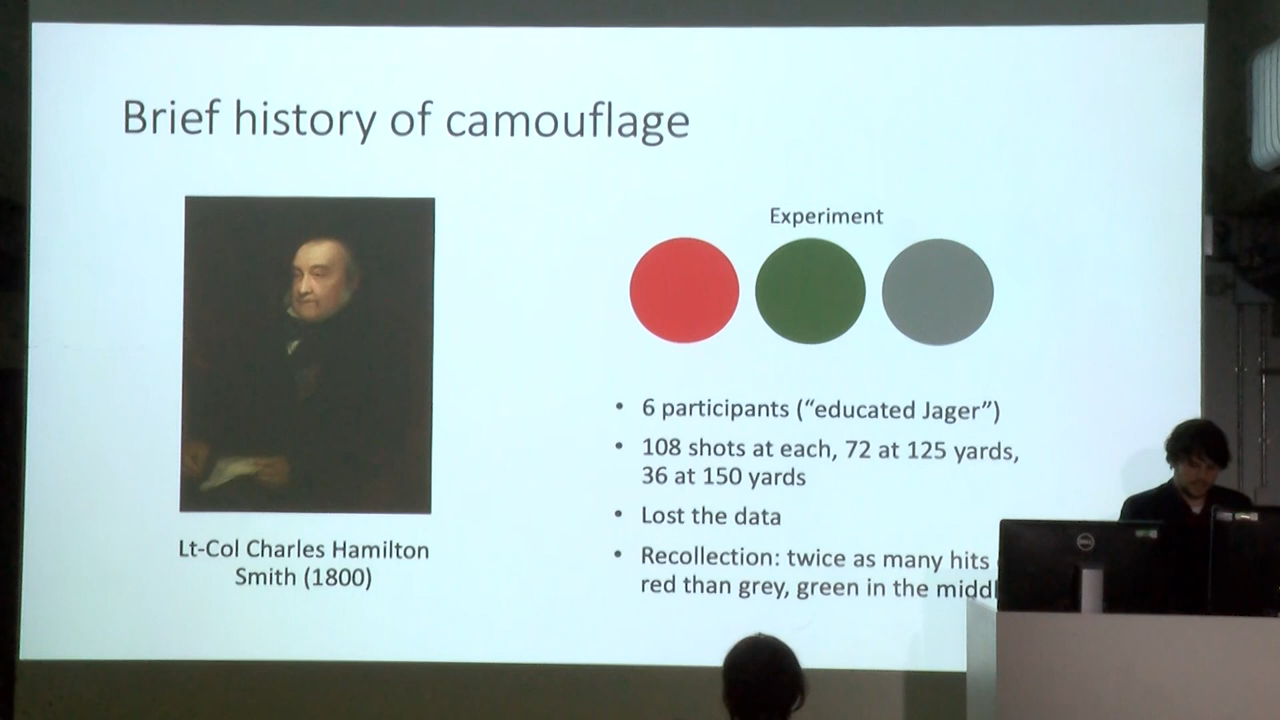 Brief history of camouflage
Experiment
• 6 participants (“educated Jager”)
• 108 shots at each, 72 at 125 yards,
36 at 150 yards
• Lost the data
• Recollection: twice as many hits
red than grey, green in the middl
Lt-Col Charles Hamilton
Smith (1800)
DELL